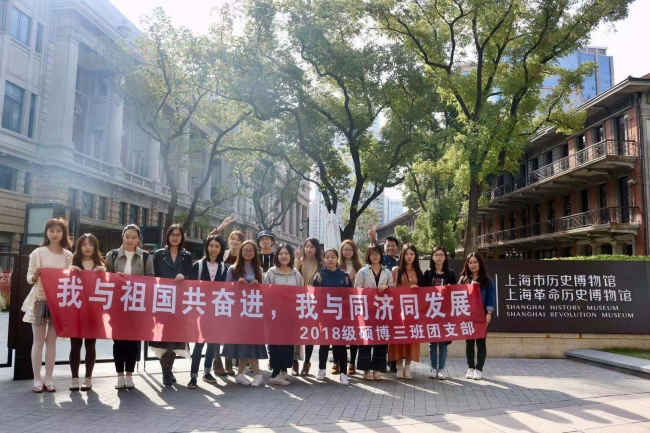 我与祖国共奋进，我与同济同发展
2018级硕博三班团支部
上海市历史博物馆
上海革命历史博物馆
SHANGHAI HISTORY MUSEUM
SHANGHAI REVOLUTION MUSEUM